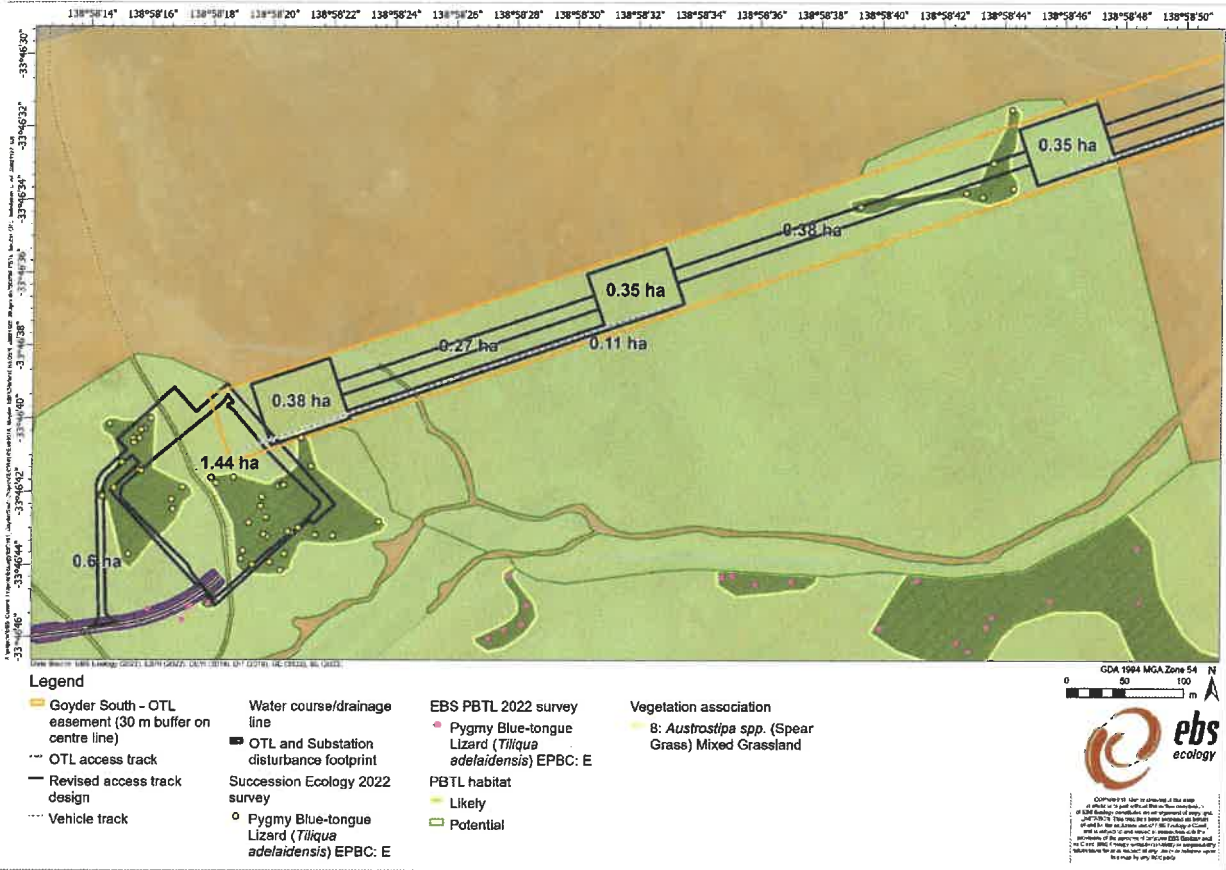 138°58'14" 138°58'16" 138°58'18" 138°58'20" 138°58'22" 138°58'24" 138°58'26" 138°58'28" 138°58'30" 138°58'32" 138°58'34" 138°58'36" 138°58'38" 138°58'40" 138°58'42" 138°58'44" 138°58'46" 138°58'48" 138°58'50"
-33°46'30"
-33°46'32"
-33°46'34"
-33°46'36"
-33°46'38"
-33°46'40"
-33°46'42"
-33°46'44"
-33°46'46"
0.35 ha
0.38 ha
0.35 ha
0.27 ha
0.11 ha
0.38 ha
1.44 ha
0.6 ha
GDA 1994 MGA Zone 54
N
0 50 100
m
Legend
Goyder South - OTL
easement (30 m buffer on
centre line)
OTL access track
Revised access track
design
Vehicle track
Water course/drainage
line
OTL and Substation
disturbance footprint
Succession Ecology 2022
survey
Pygmy Blue-tongue
Lizard (Tiliqua
adelaidensis) EPBC: E
EBS PBTL 2022 survey
Pygmy Blue-tongue
Lizard (Tiliqua
adelaidensis) EPBC: E
PBTL habitat
Likely
Potential
Vegetation association
8: Austrostipa spp. (Spear
Grass) Mixed Grassland
ebs
ecology